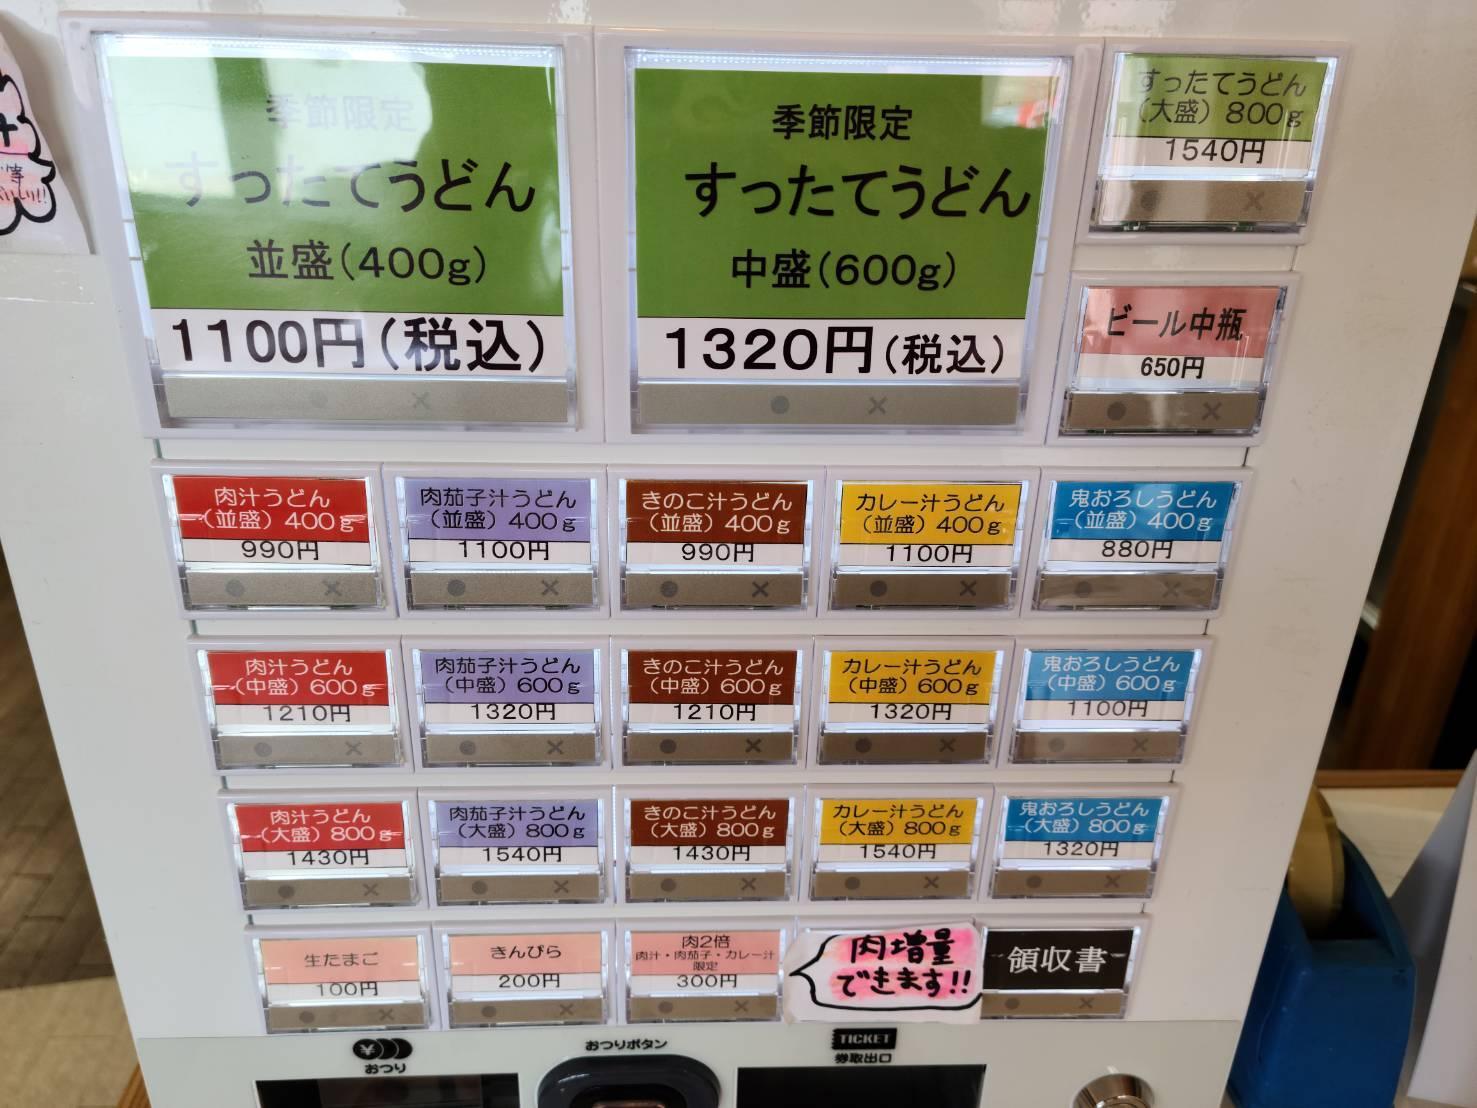 季節限定
すったてうどん
並盛(400g)
1100円(税込)
季節限定
すったてうどん
中盛(600g)
1320円(税込)
すったてうどん
(大盛)800g
1540円
ビール中瓶
650円
肉汁うどん
(並盛)400g
990円
肉茄子汁うどん
(並盛)400g
1100円
きのこ汁うどん
(並盛)400g
990円
カレー汁うどん
(並盛)400g
1100円
鬼おろしうどん
(並盛)400g
880円
肉汁うどん
(中盛)600g
1210円
肉茄子汁うどん
(中盛)600g
1320円
きのこ汁うどん
(中盛)600g
1210円
カレー汁うどん
(中盛)600g
1320円
鬼おろしうどん
(中盛)600g
1100円
肉汁うどん
(大盛)800g
1430円
肉茄子汁うどん
(大盛)800g
1540円
きのこ汁うどん
(大盛)800g
1430円
カレー汁うどん
(大盛)800g
1540円
鬼おろしうどん
(大盛)800g
1320円
生たまご
100円
きんぴら
200円
肉2倍
肉汁・肉茄子・カレー汁
限定
300円
肉増量
できます!!
領収書
¥
おつり
おつりボタン
TICKET
券取出口